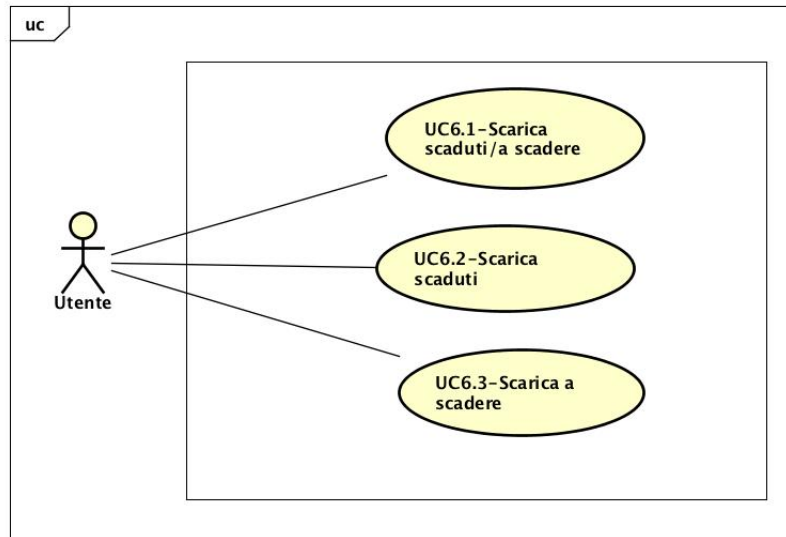 uc
UC6.1-Scarica
scaduti/a scadere
UC6.2-Scarica
scaduti
Utente
UC6.3-Scarica a
scadere